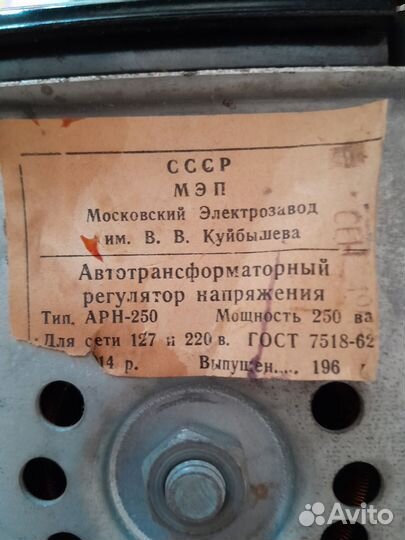 СССР
МЭП
Московский Электрозавод
им. В. В. Куйбышева
Автотрансформаторный
регулятор напряжения
Тип. АРН-250 Мощность 250 ва
Для сети 127 и 220 в. ГОСТ 7518-62
14 р. Выпущен.... 196 г
СЕН
Avito